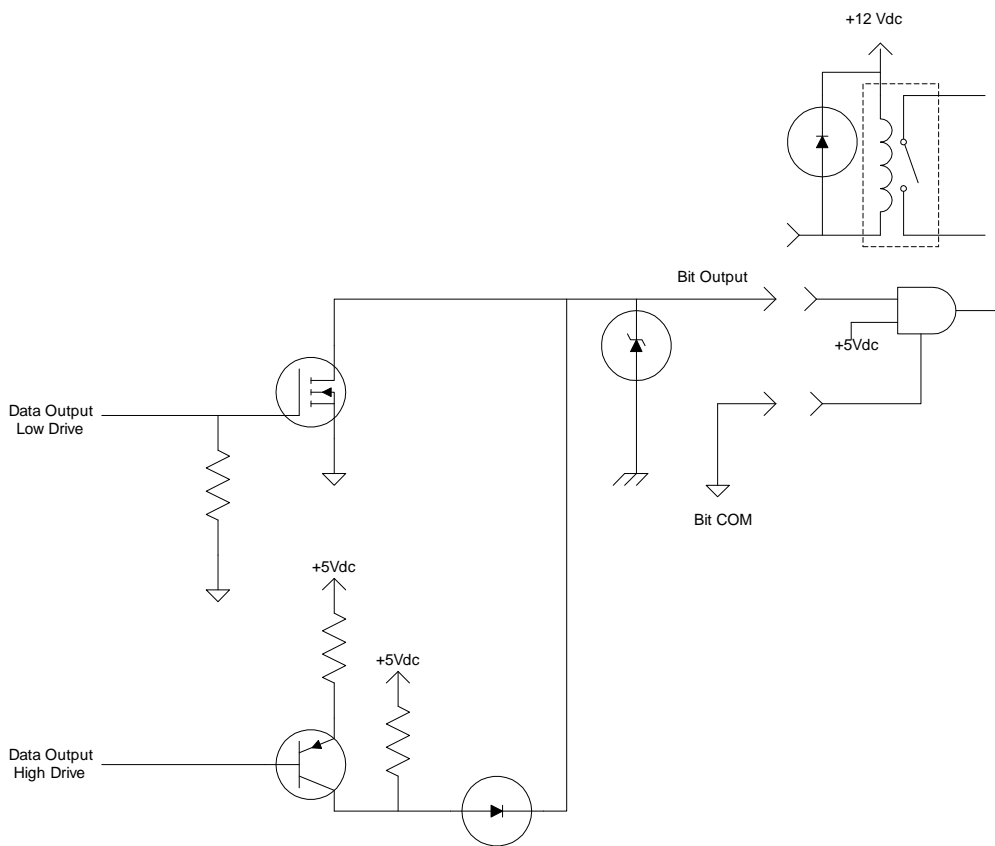 +12 Vdc
Bit Output
+5Vdc
Data Output
Low Drive
Bit COM
+5Vdc
+5Vdc
Data Output
High Drive